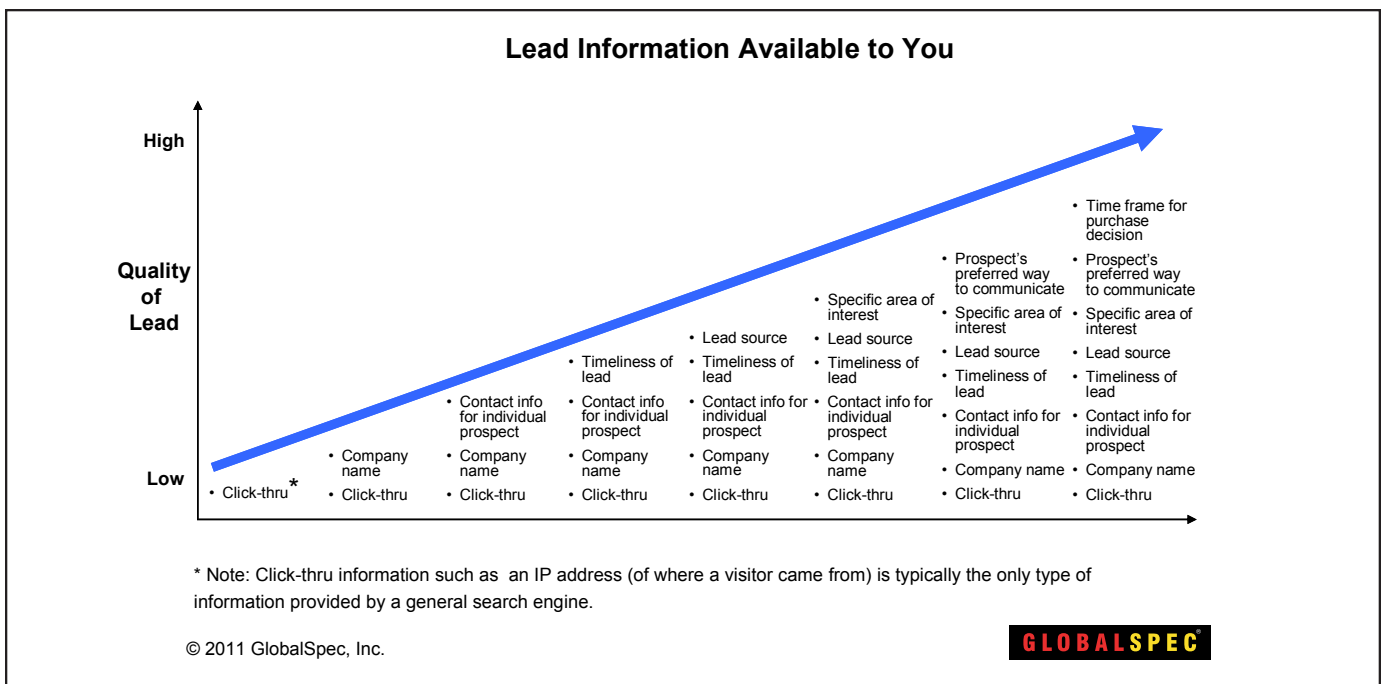 Lead Information Available to You
High
Quality
of
Lead
Low
• Click-thru*
• Company
name
• Click-thru
• Contact info
for individual
prospect
• Company
name
• Click-thru
• Timeliness of
lead
• Contact info
for individual
prospect
• Company
name
• Click-thru
• Lead source
• Timeliness of
lead
• Contact info for
individual
prospect
• Company
name
• Click-thru
• Specific area of
interest
• Lead source
• Timeliness of
lead
• Contact info for
individual
prospect
• Company
name
• Click-thru
• Prospect's
preferred way
to communicate
• Specific area of
interest
• Lead source
• Timeliness of
lead
• Contact info for
individual
prospect
• Company name
• Click-thru
• Time frame for
purchase
decision
• Prospect's
preferred way
to communicate
• Specific area of
interest
• Lead source
• Timeliness of
lead
• Contact info for
individual
prospect
• Company name
• Click-thru
* Note: Click-thru information such as  an IP address (of where a visitor came from) is typically the only type of
information provided by a general search engine.
© 2011 GlobalSpec, Inc.
GLOBALSPEC®